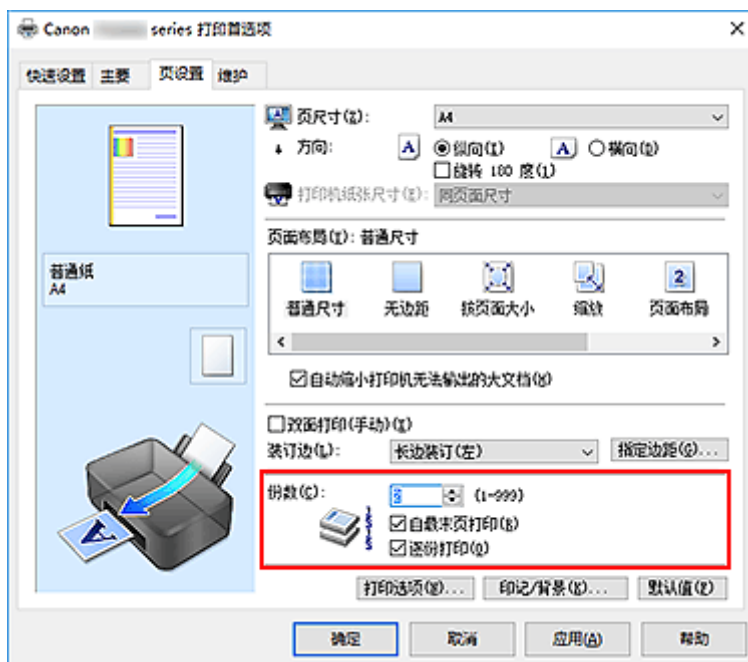 Canon series 打印首选项
快速设置 主要 页设置 维护
页尺寸(Z): A4
方向: A 纵向(I) A 横向(D)
旋转 180 度(1)
打印机纸张尺寸(E): 同页面尺寸
页面布局(Y): 普通尺寸
普通纸
A4
普通尺寸 无边距 按页面大小 缩放 页面布局
自动缩小打印机无法输出的大文档(8)
双面打印(手动)(X)
装订边(L): 长边装订(左) 指定边距(G)...
份数(C): (1-999)
自最末页打印(R)
逐份打印(Q)
打印选项(W)... 印记/背景(K)... 默认值(F)
确定 取消 应用(A) 帮助